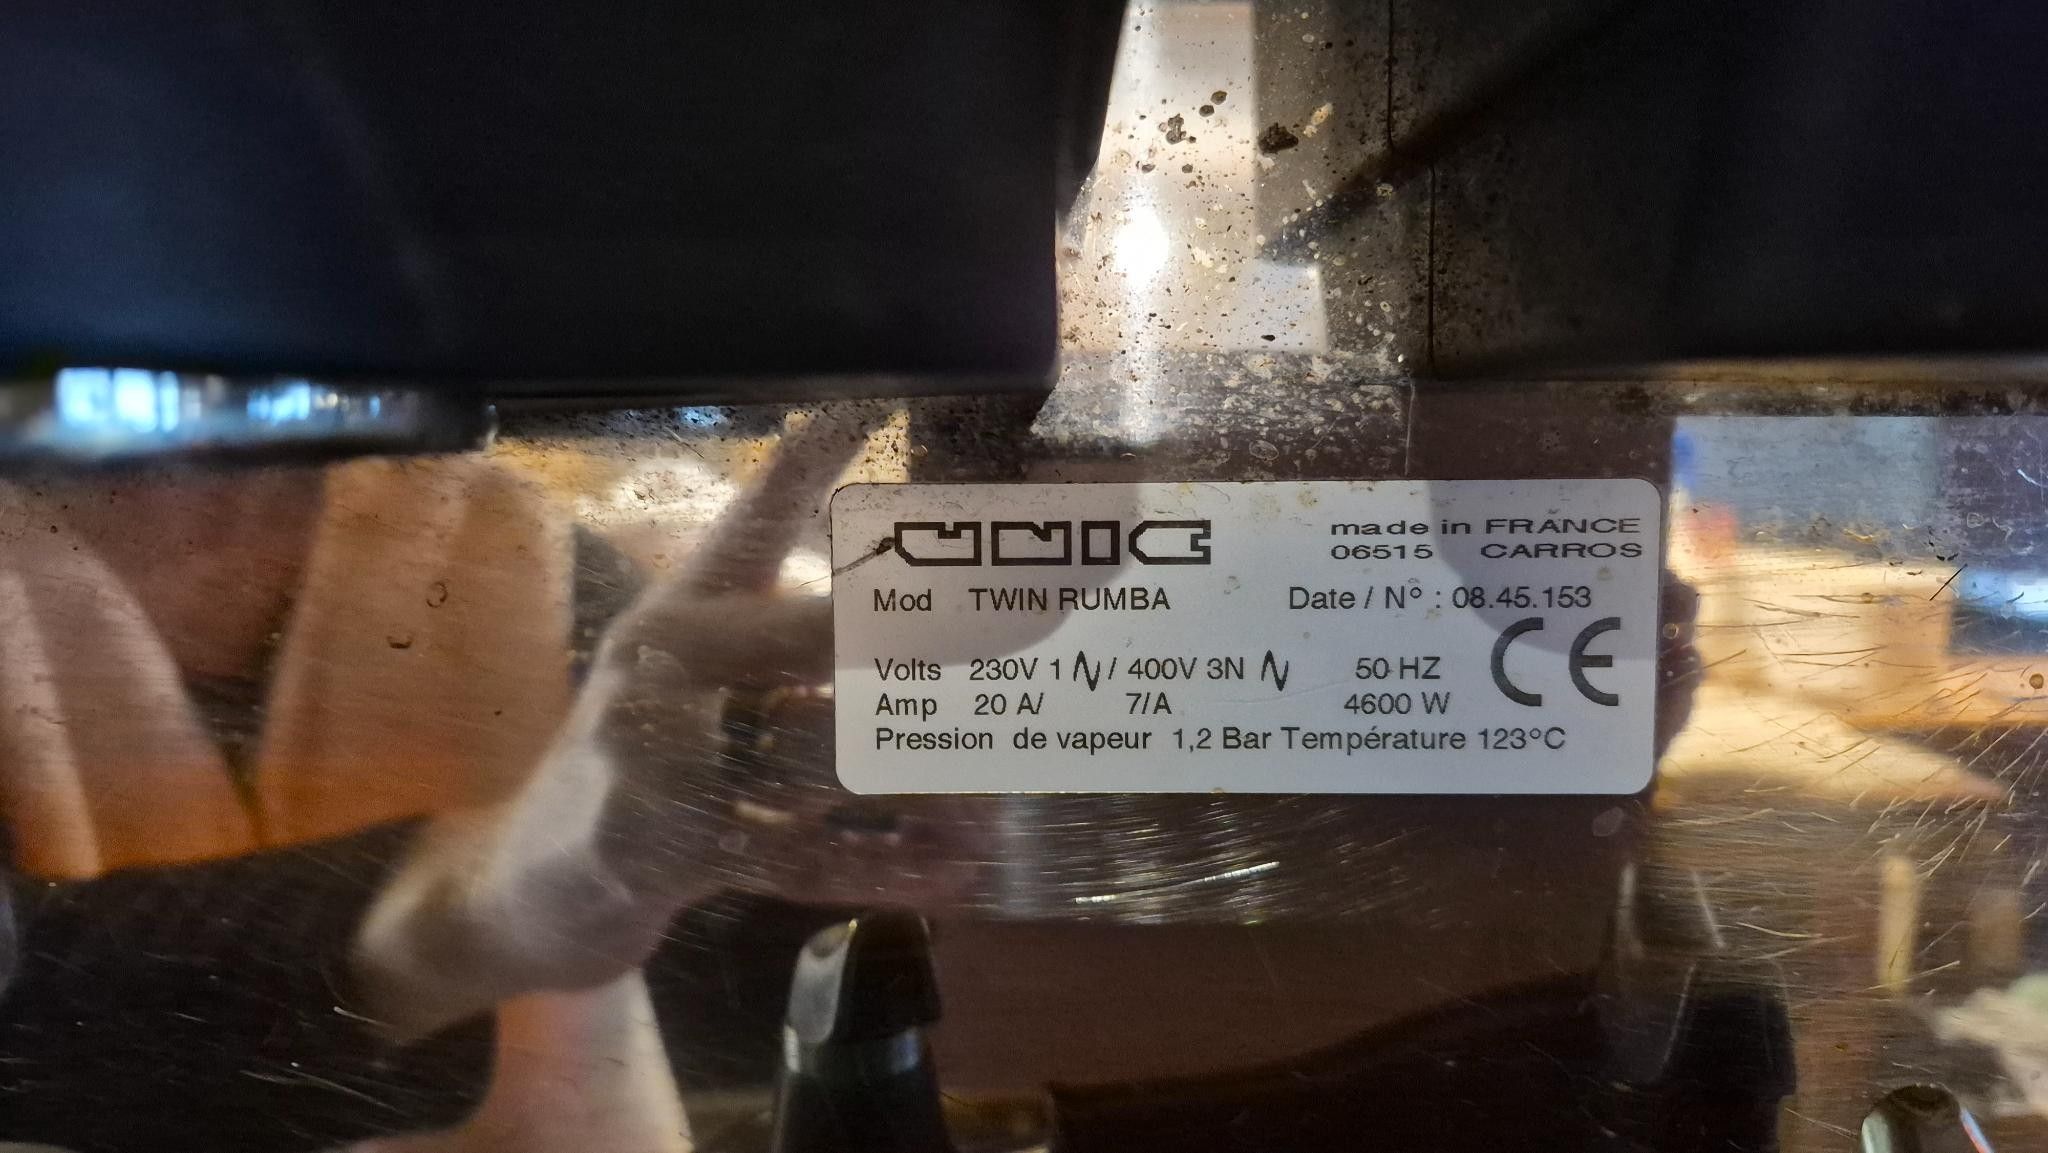 UNIC
made in FRANCE
06515 CARROS
Mod TWIN RUMBA
Date / N° : 08.45.153
Volts 230V 1 ∿ / 400V 3N ∿ 50 HZ
Amp 20 A/ 7/A 4600 W
CE
Pression de vapeur 1,2 Bar Température 123°C